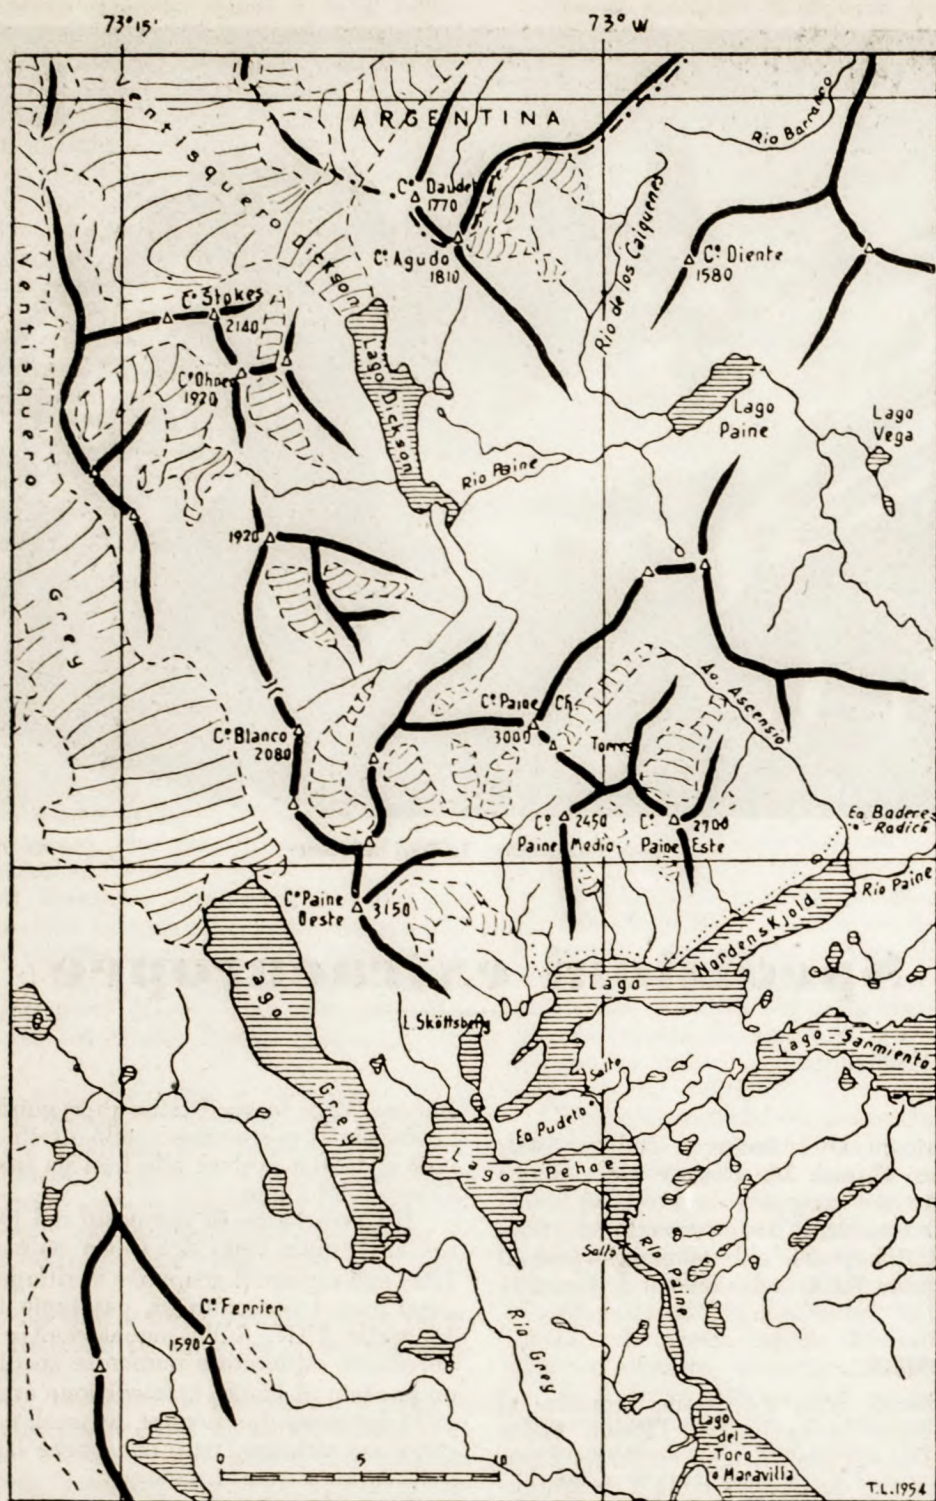 73° 15'
73° W
Ventisquero Dickson
ARGENTINA
Rio Barranco
Co. Daudet
1770
Co. Agudo
1810
Rio de los Caiquenes
Co. Diente
1580
Ventisquero
Grey
Co. Stokes
2140
Co. Ohne
1920
Lago Dickson
Lago
Paine
Lago
Vega
Rio Paine
1920
Ao. Ascensio
Co. Paine Ch.
3000
Torres
Co. Blanco
2080
Co. 2450
Paine Medio
Co. 2700
Paine Este
Ea Badere
Radicē
Rio Paine
Co. Paine
Oeste
3150
Lago Nordenskjold
Lago Grey
L. Sköttsberg
Lago-Sarmiento
Salto
Ea Pudeto
Lago Pehoe
Salto
Rio Paine
Co. Ferrier
1590
Rio Grey
Lago
del
Toro
o Maravilla
0 5 10
T.L.1954